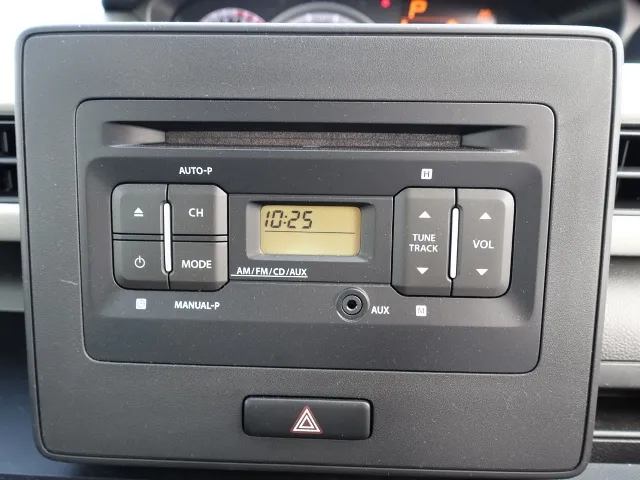 P
AUTO-P
H
CH
10:25
TUNE
TRACK
VOL
MODE
AM/FM/CD/AUX
MANUAL-P
AUX
M